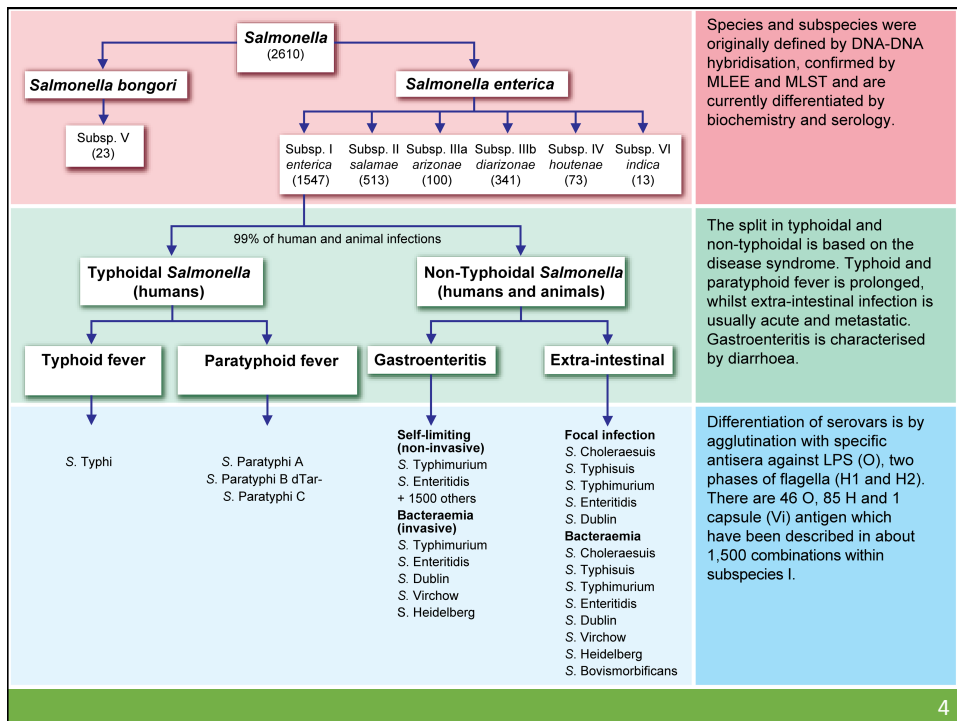 Salmonella
(2610)
Salmonella bongori
Salmonella enterica
Subsp. V
(23)
Subsp. I
enterica
(1547)
Subsp. II
salamae
(513)
Subsp. IIIa
arizonae
(100)
Subsp. IIIb
diarizonae
(341)
Subsp. IV
houtenae
(73)
Subsp. VI
indica
(13)
Species and subspecies were
originally defined by DNA-DNA
hybridisation, confirmed by
MLEE and MLST and are
currently differentiated by
biochemistry and serology.
99% of human and animal infections
Typhoidal Salmonella
(humans)
Non-Typhoidal Salmonella
(humans and animals)
Typhoid fever
Paratyphoid fever
Gastroenteritis
Extra-intestinal
The split in typhoidal and
non-typhoidal is based on the
disease syndrome. Typhoid and
paratyphoid fever is prolonged,
whilst extra-intestinal infection is
usually acute and metastatic.
Gastroenteritis is characterised
by diarrhoea.
S. Typhi
S. Paratyphi A
S. Paratyphi B dTar-
S. Paratyphi C
Self-limiting
(non-invasive)
S. Typhimurium
S. Enteritidis
+ 1500 others
Bacteraemia
(invasive)
S. Typhimurium
S. Enteritidis
S. Dublin
S. Virchow
S. Heidelberg
Focal infection
S. Choleraesuis
S. Typhisuis
S. Typhimurium
S. Enteritidis
S. Dublin
Bacteraemia
S. Choleraesuis
S. Typhisuis
S. Typhimurium
S. Enteritidis
S. Dublin
S. Virchow
S. Heidelberg
S. Bovismorbificans
Differentiation of serovars is by
agglutination with specific
antisera against LPS (O), two
phases of flagella (H1 and H2).
There are 46 O, 85 H and 1
capsule (Vi) antigen which
have been described in about
1,500 combinations within
subspecies I.
4